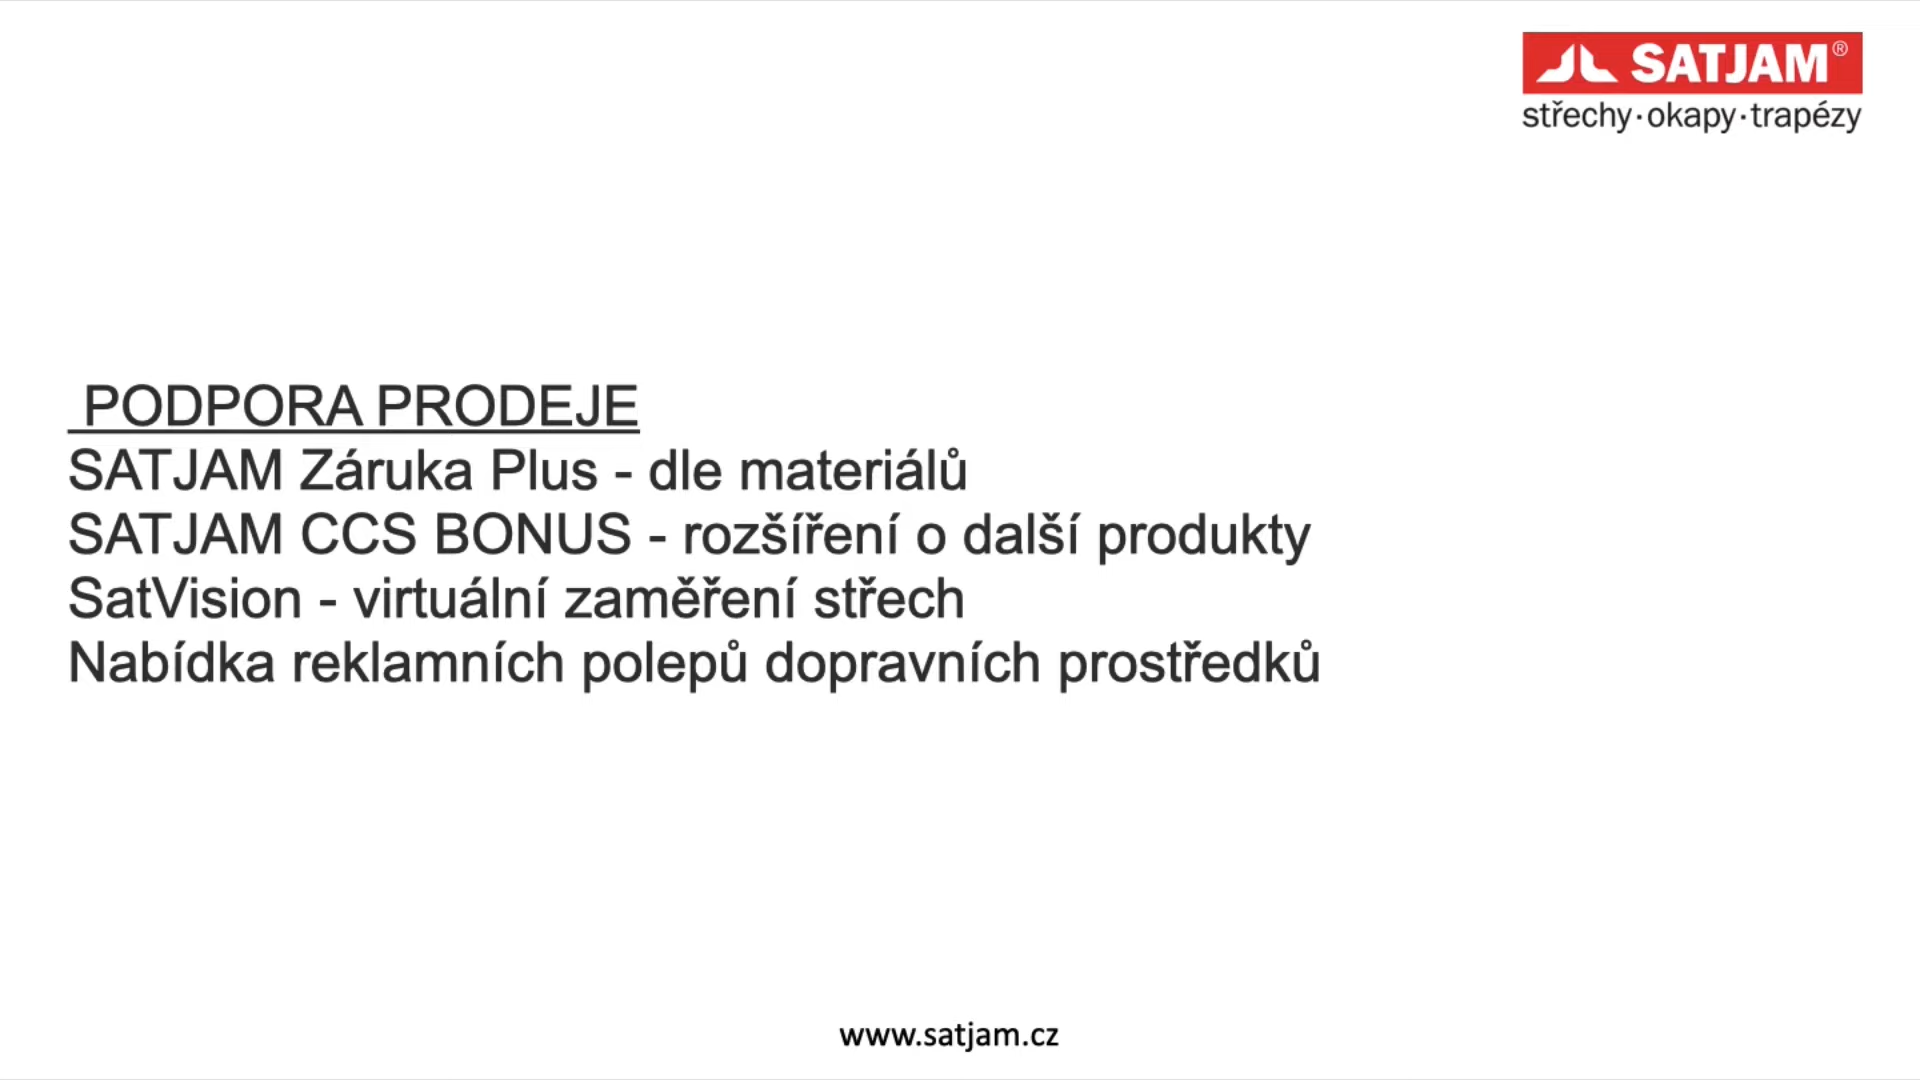 SATJAM®
střechy·okapy·trapézy
PODPORA PRODEJE
SATJAM Záruka Plus - dle materiálů
SATJAM CCS BONUS - rozšíření o další produkty
SatVision - virtuální zaměření střech
Nabídka reklamních polepů dopravních prostředků
www.satjam.cz